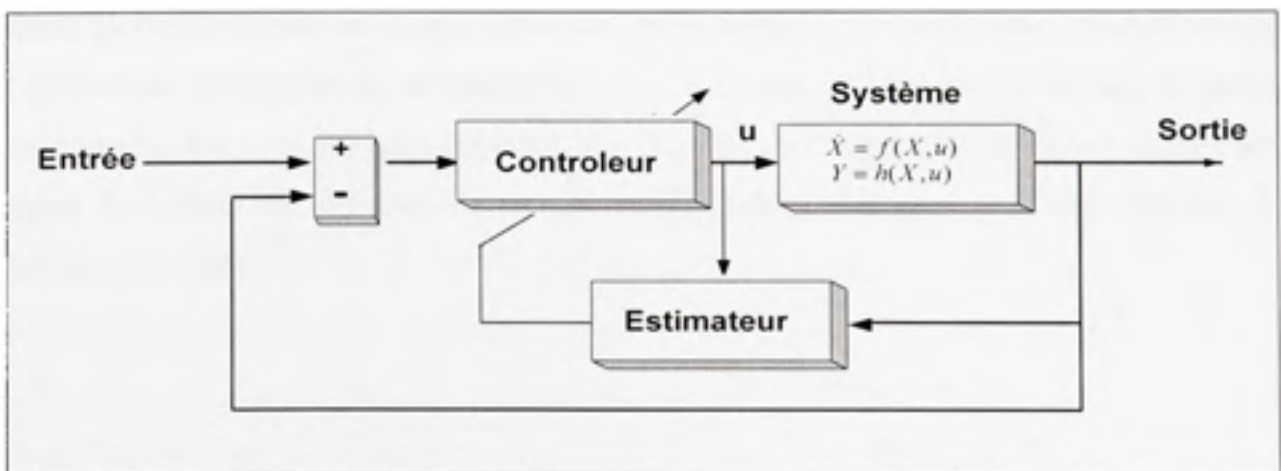 Système
Sortie
u
Entrée
+
-
Controleur
Ẋ = f(X,u)
Y = h(X,u)
Estimateur